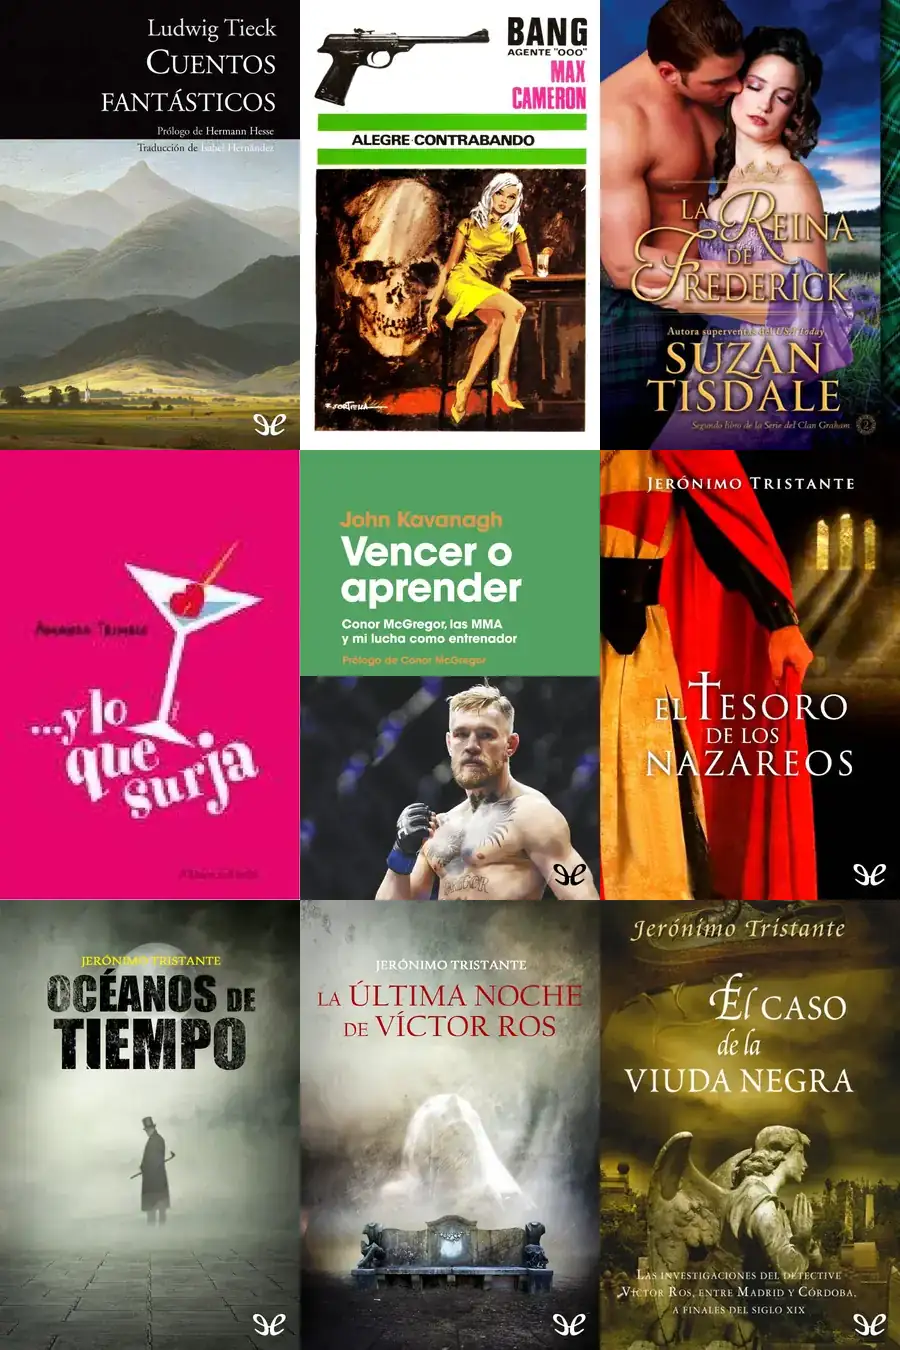 Ludwig Tieck
CUENTOS
FANTÁSTICOS
Prólogo de Hermann Hesse
Traducción de Isabel Hernández
BANG
AGENTE "OOO"
MAX
CAMERON
ALEGRE CONTRABANDO
LA REINA
DE
FREDERICK
Autora superventas del USA Today
SUZAN
TISDALE
Segundo libro de la Serie del Clan Graham
2
...y lo
que
surja
John Kavanagh
Vencer o
aprender
Conor McGregor, las MMA
y mi lucha como entrenador
Prólogo de Conor McGregor
JERÓNIMO TRISTANTE
EL TESORO
DE LOS
NAZAREOS
JERÓNIMO TRISTANTE
OCÉANOS DE
TIEMPO
JERÓNIMO TRISTANTE
LA ÚLTIMA NOCHE
DE VÍCTOR ROS
Jerónimo Tristante
El CASO
de la
VIUDA NEGRA
LAS INVESTIGACIONES DEL DETECTIVE
VÍCTOR ROS, ENTRE MADRID Y CÓRDOBA,
A FINALES DEL SIGLO XIX